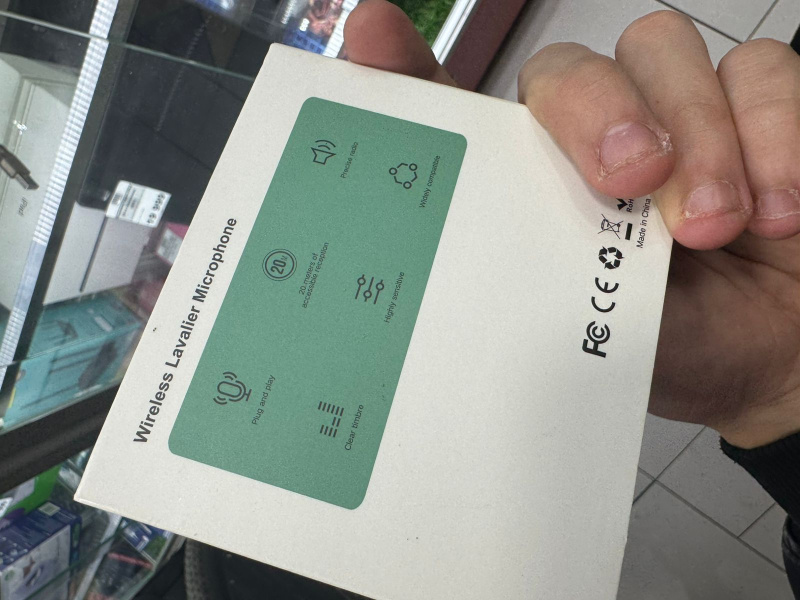 Wireless Lavalier Microphone
Plug and play
20
20 meters of
accessible reception
Precise radio
Clear timbre
Highly sensitive
Widely compatible
FC CE
RoH
Made in China